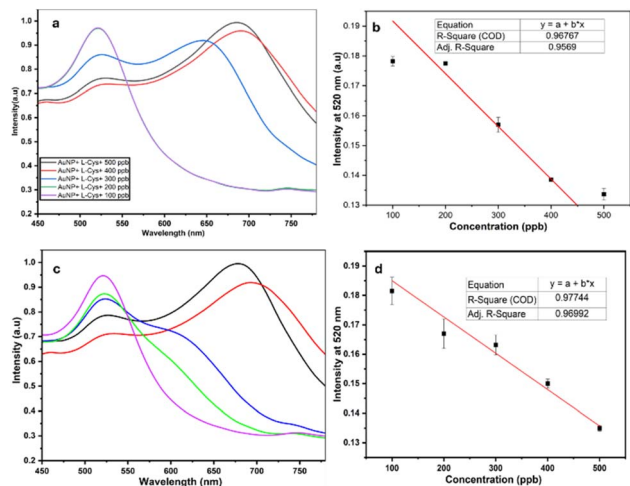 a
1.0
0.9
0.8
0.7
0.6
0.5
0.4
0.3
0.2
Intensity(a.u)
AuNP+ L-Cys+ 500 ppb
AuNP+ L-Cys+ 400 ppb
AuNP+ L-Cys+ 300 ppb
AuNP+ L-Cys+ 200 ppb
AuNP+ L-Cys+ 100 ppb
450 500 550 600 650 700 750
Wavelength (nm)
b
Equation y = a + b*x
R-Square (COD) 0.96767
Adj. R-Square 0.9569
0.20
0.19
0.18
0.17
0.16
0.15
0.14
0.13
Intensity at 520 nm (a.u)
100 200 300 400 500
Concentration (ppb)
c
1.0
0.9
0.8
0.7
0.6
0.5
0.4
0.3
0.2
Intensity (a.u)
450 500 550 600 650 700 750
Wavelength (nm)
d
Equation y = a + b*x
R-Square (COD) 0.97744
Adj. R-Square 0.96992
0.19
0.18
0.17
0.16
0.15
0.14
0.13
Intensity at 520 nm
100 200 300 400 500
Concentration (ppb)